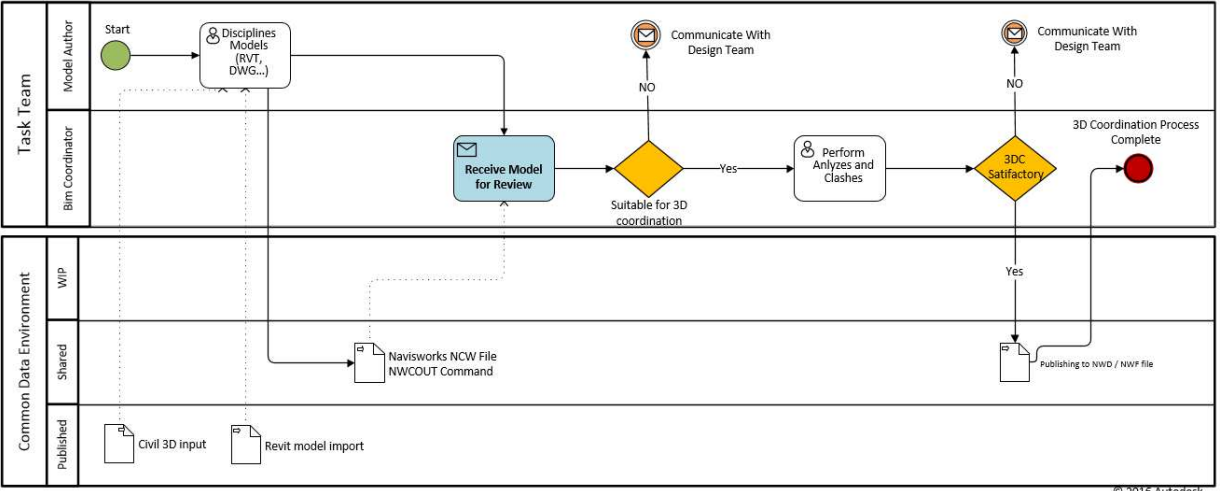 Task Team
Model Author
Start
Disciplines
Models
(RVT,
DWG...)
Communicate With
Design Team
NO
Communicate With
Design Team
NO
Bim Coordinator
Receive Model
for Review
Suitable for 3D
coordination
Yes
Perform
Anlyzes and
Clashes
3DC
Satifactory
3D Coordination Process
Complete
Common Data Environment
WIP
Yes
Shared
Navisworks NCW File
NWCOUT Command
Publishing to NWD / NWF file
Published
Civil 3D input
Revit model import
© 2016 Autodesk